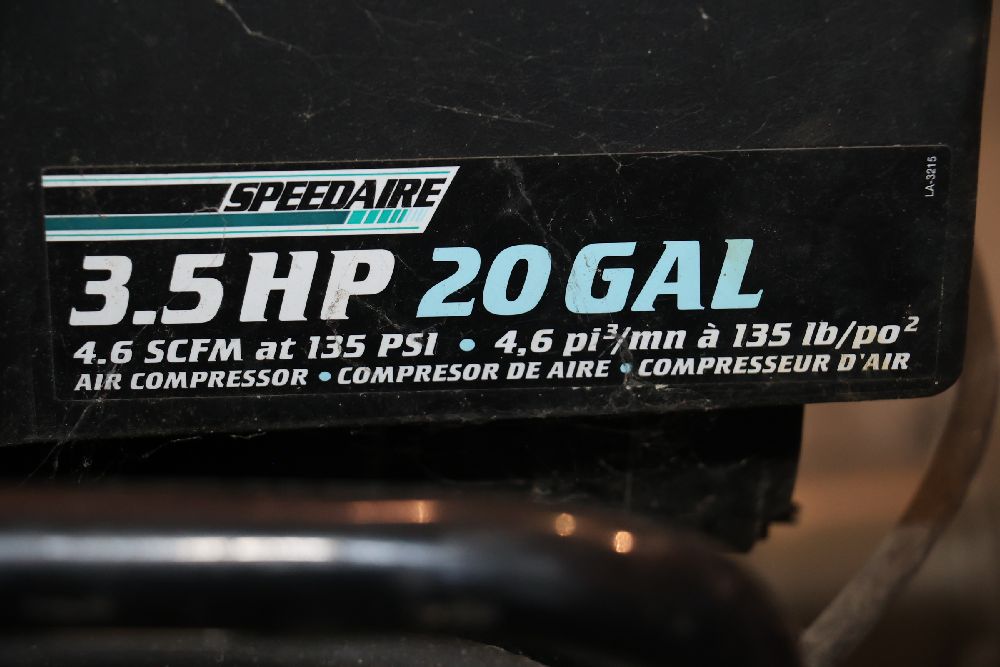 SPEEDAIRE
LA-3215
3.5 HP 20 GAL
4.6 SCFM at 135 PSI • 4,6 pi³/mn à 135 lb/po²
AIR COMPRESSOR • COMPRESOR DE AIRE • COMPRESSEUR D'AIR